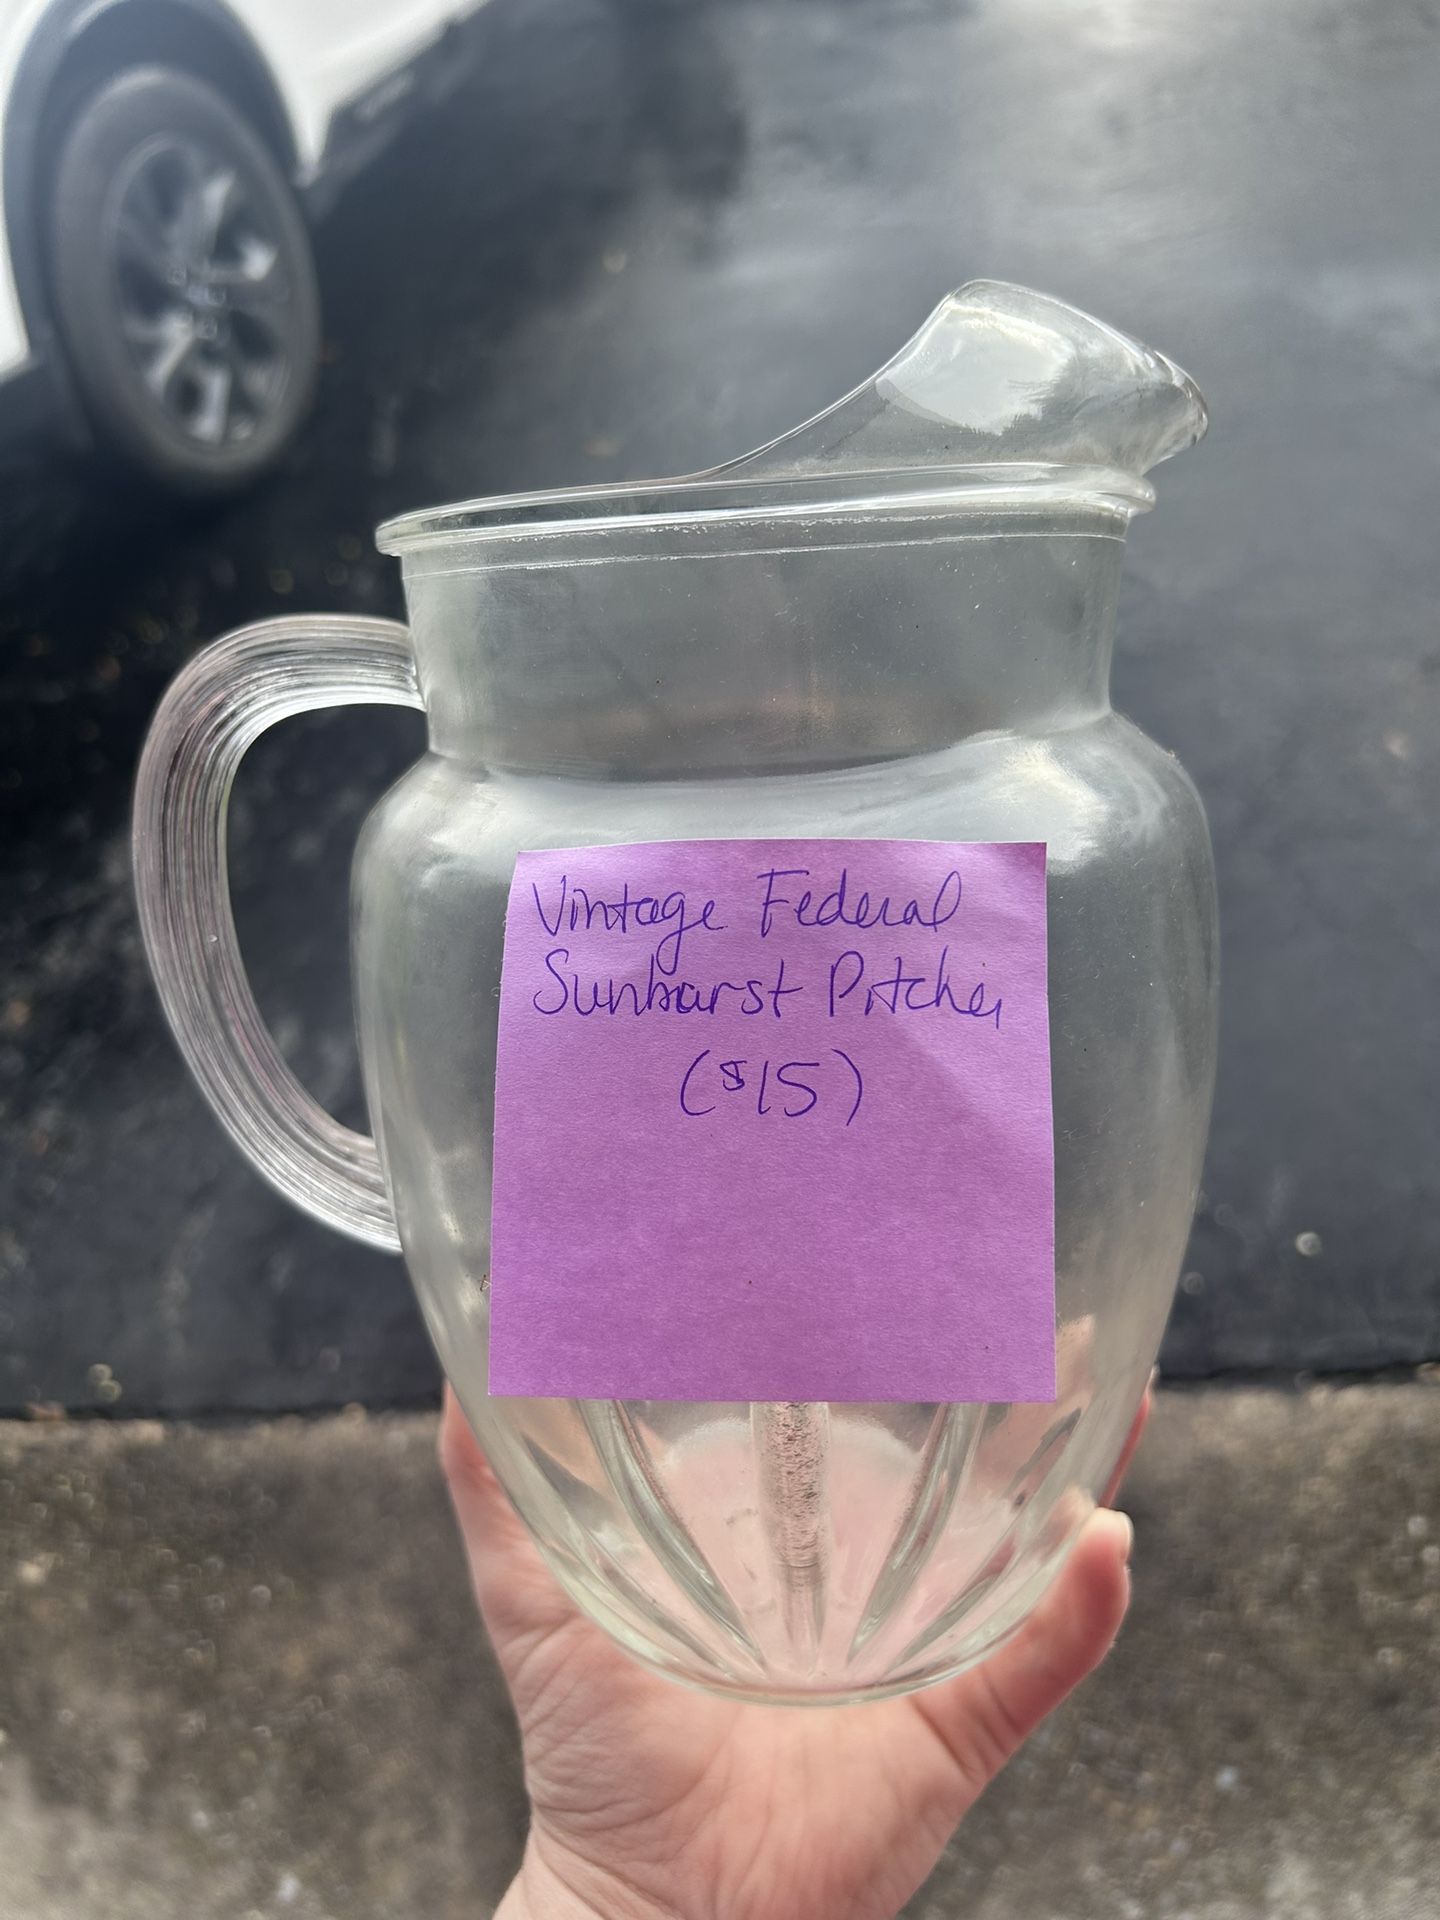 Vintage Federal
Sunburst Pitcher
($15)